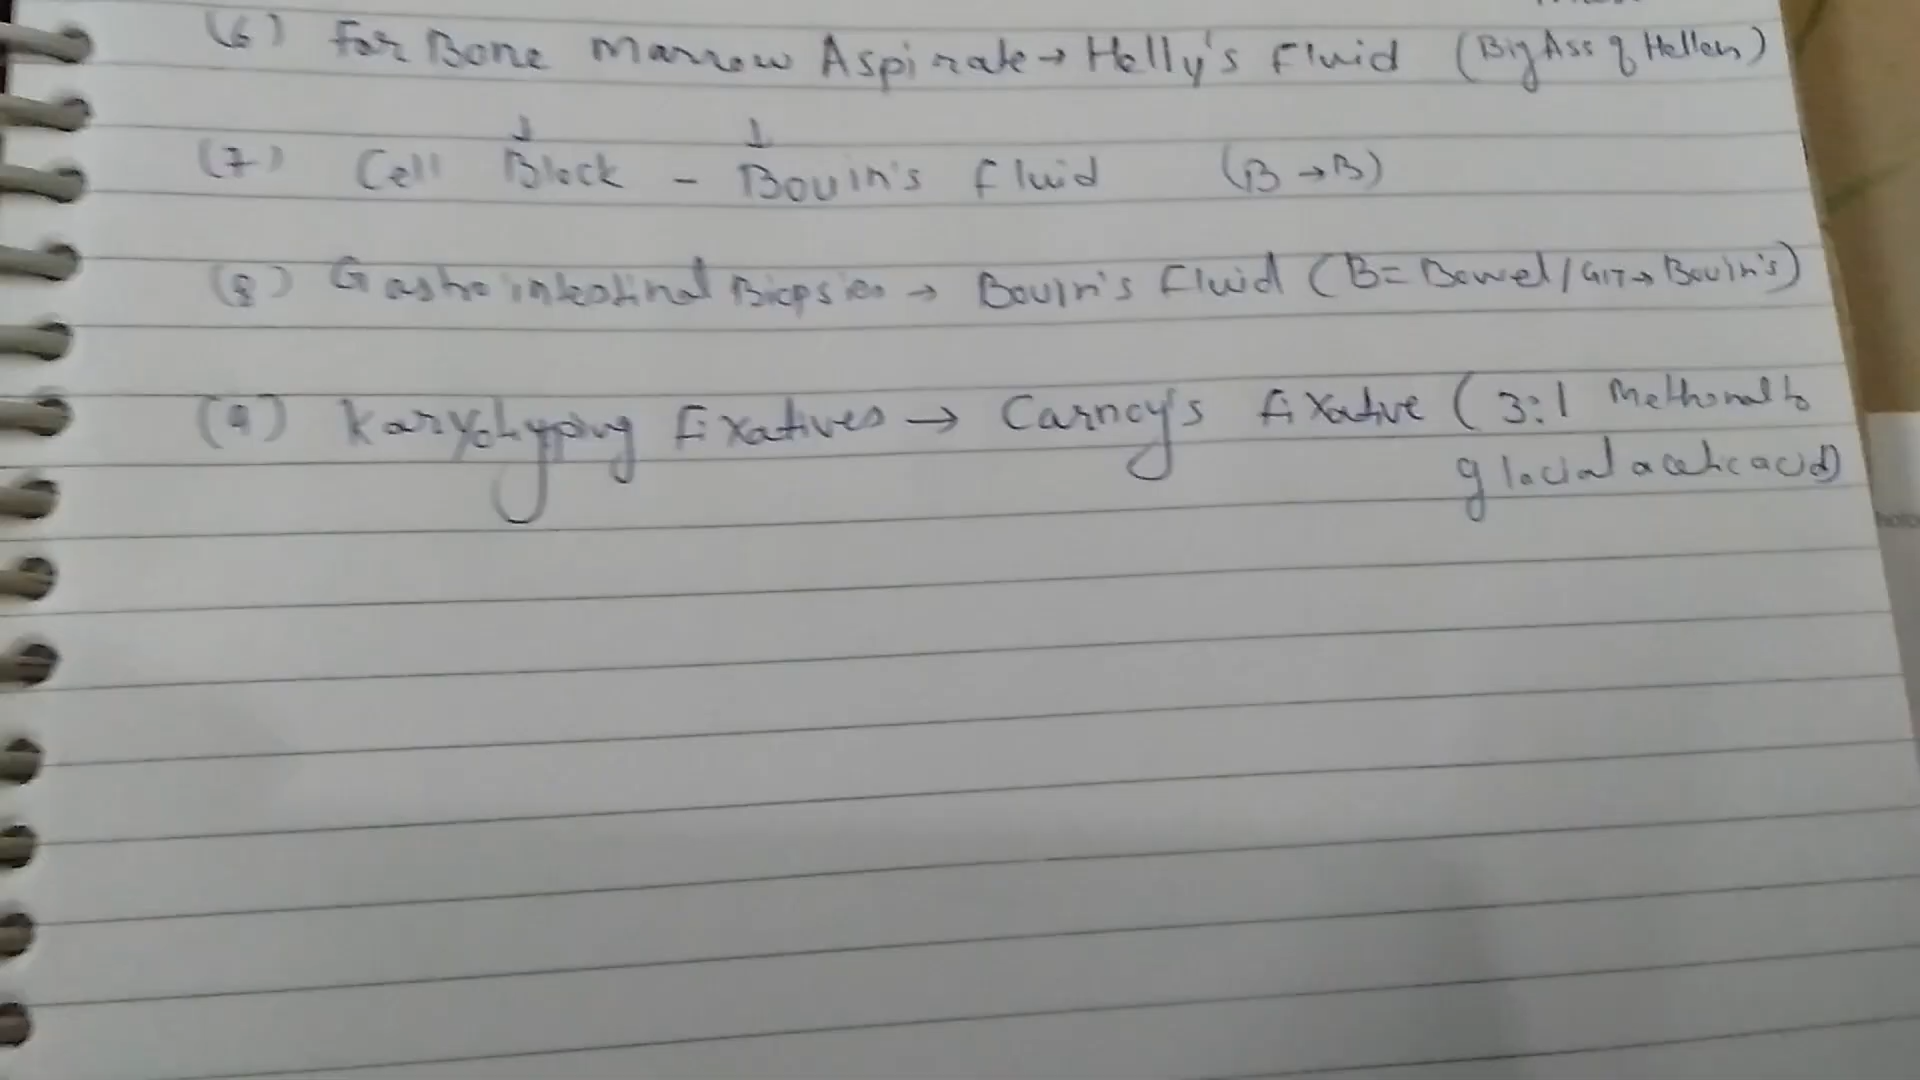 (6) For Bone Marrow Aspirate → Helly's Fluid (Big Ass of Hellen)
(7) Cell Block - Bouin's Fluid (B → B)
(8) Gastrointestinal Biopsies → Bouin's Fluid (B = Bowel/GIT → Bouin's)
(9) Karyotyping Fixatives → Carnoy's Fixative (3:1 Methanol to
glacial acetic acid)